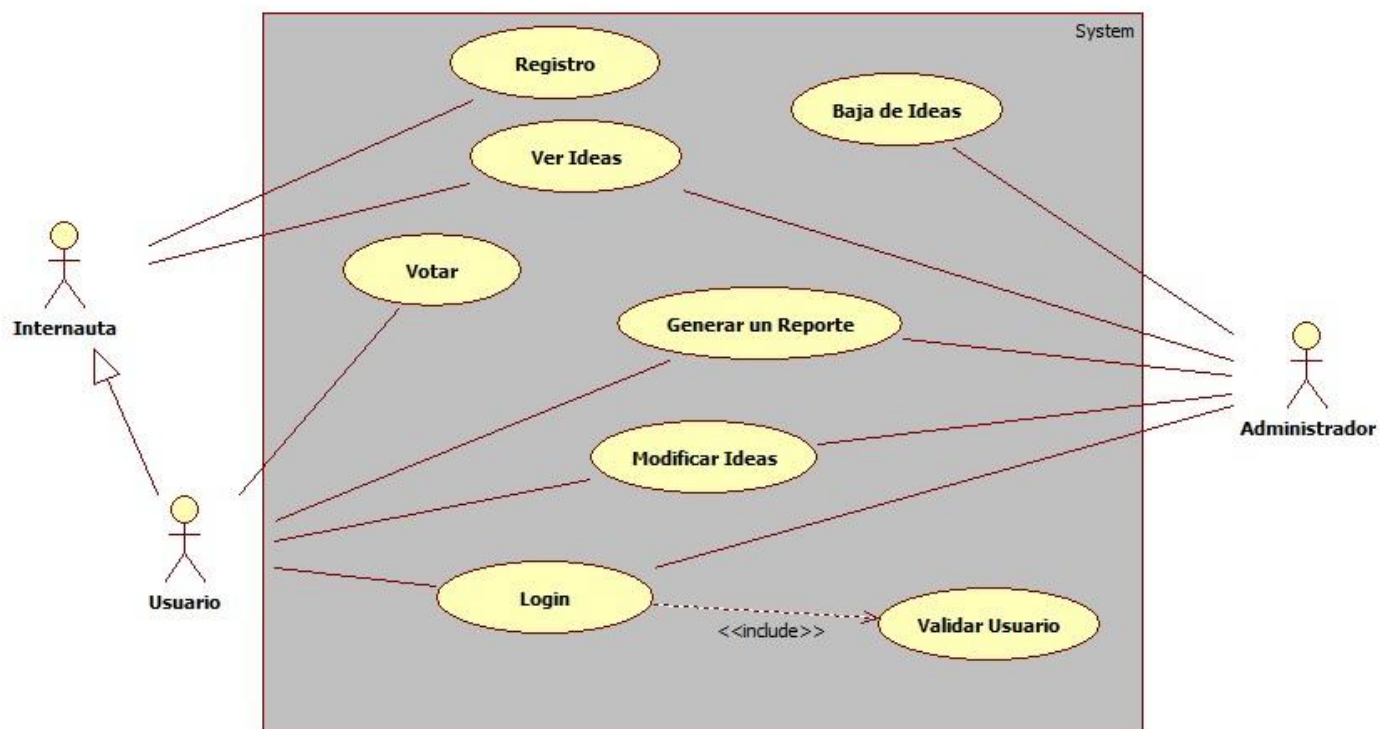 System
Registro
Baja de Ideas
Ver Ideas
Votar
Internauta
Generar un Reporte
Administrador
Modificar Ideas
Usuario
Login
<<include>>
Validar Usuario